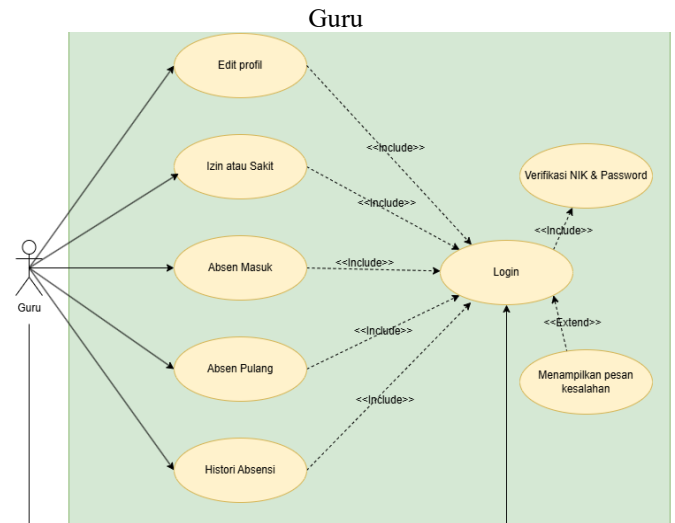 Guru
Edit profil
<<Include>>
Izin atau Sakit
Verifikasi NIK & Password
<<Include>>
<<Include>>
Absen Masuk
<<Include>>
Login
Guru
<<Extend>>
<<Include>>
Absen Pulang
Menampilkan pesan
kesalahan
<<Include>>
Histori Absensi